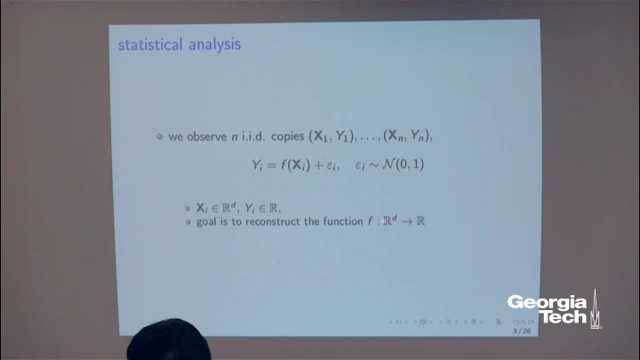 statistical analysis
we observe n i.i.d. copies (X₁, Y₁), . . . , (Xₙ, Yₙ),
Yᵢ = f(Xᵢ) + εᵢ, εᵢ ∼ 𝒩(0, 1)
Xᵢ ∈ ℝᵈ, Yᵢ ∈ ℝ,
goal is to reconstruct the function f : ℝᵈ → ℝ
Georgia
Tech
3 / 26